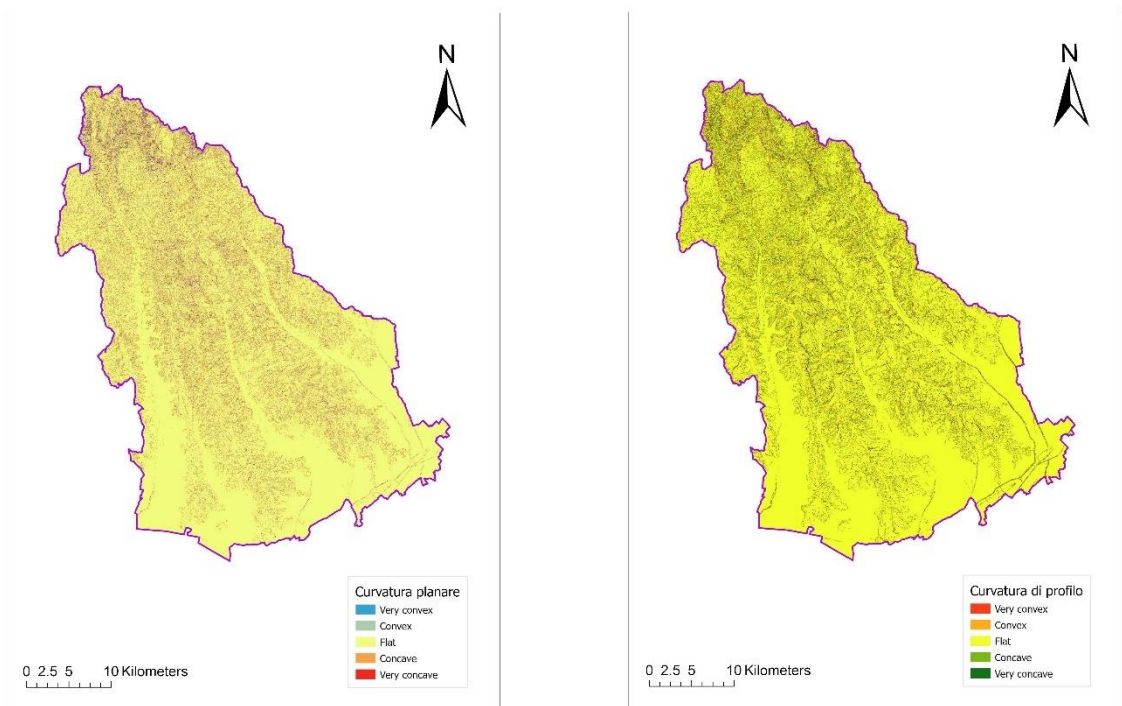 N
Curvatura planare
Very convex
Convex
Flat
Concave
Very concave
0 2.5 5 10 Kilometers
N
Curvatura di profilo
Very convex
Convex
Flat
Concave
Very concave
0 2.5 5 10 Kilometers